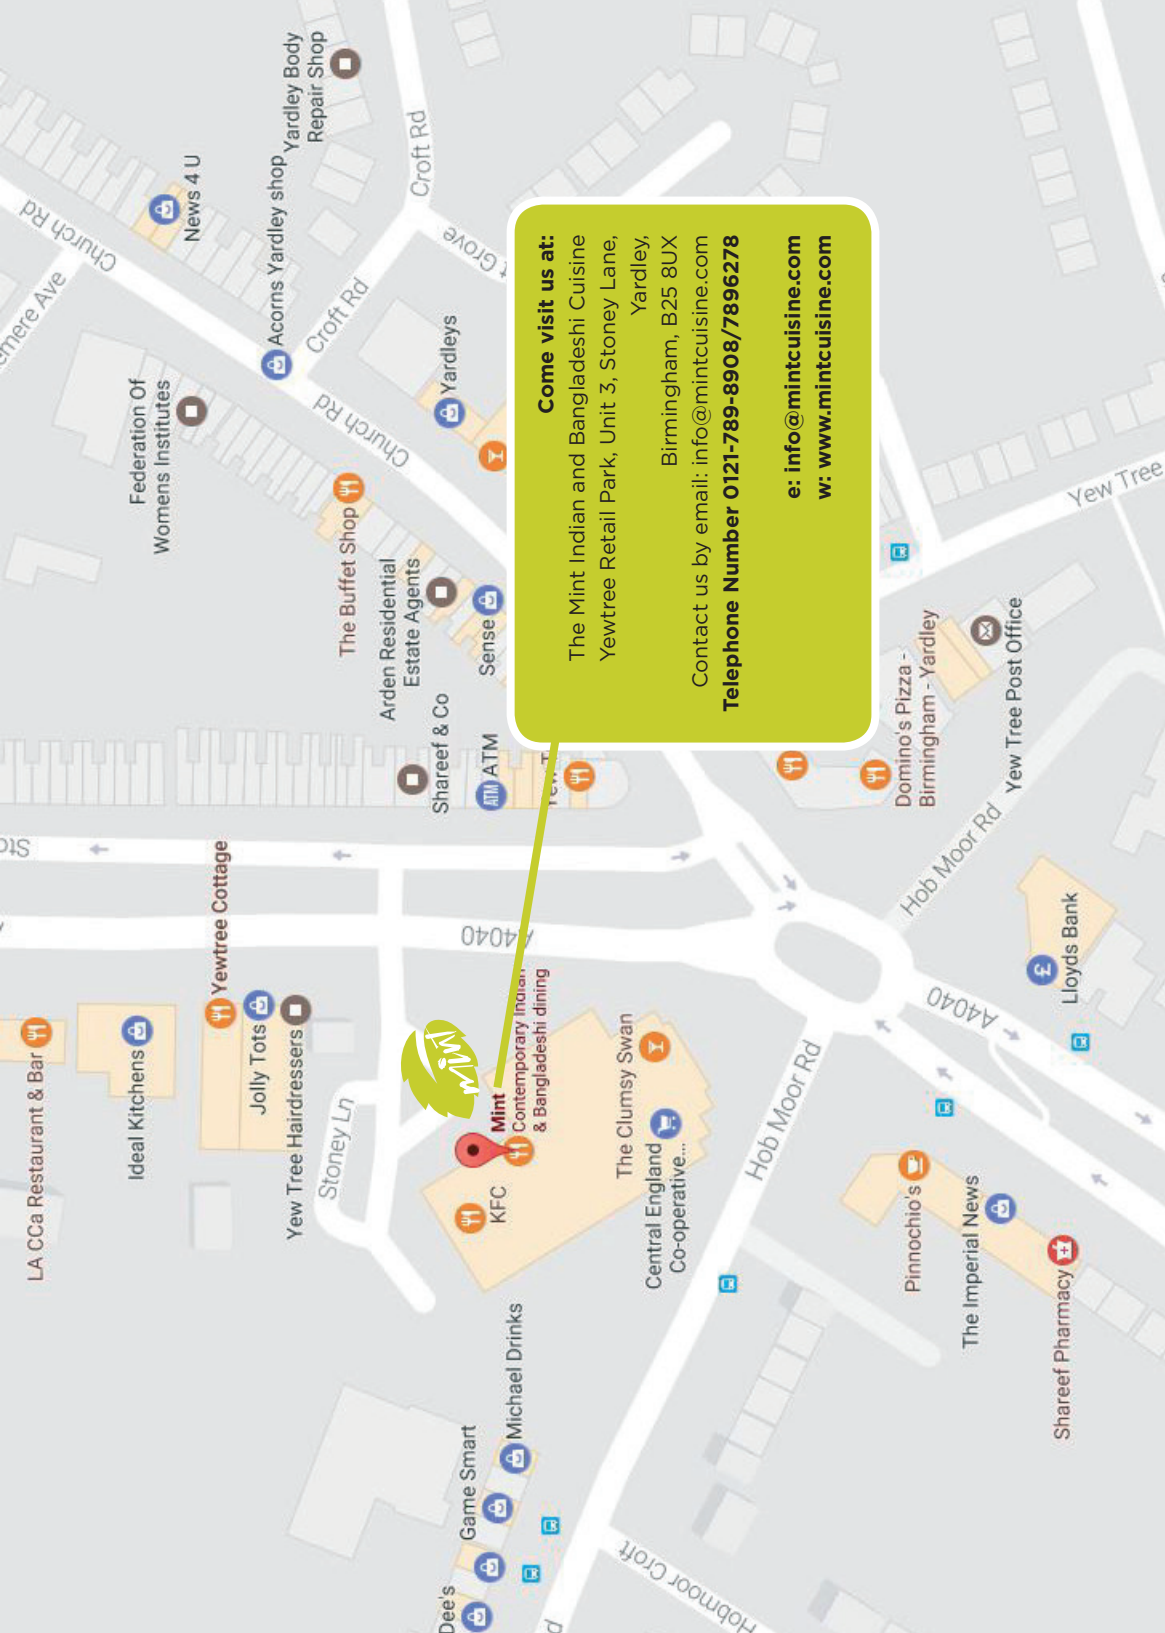 Come visit us at:
The Mint Indian and Bangladeshi Cuisine
Yewtree Retail Park, Unit 3, Stoney Lane,
Yardley,
Birmingham, B25 8UX
Contact us by email: info@mintcuisine.com
Telephone Number 0121-789-8908/7896278
e: info@mintcuisine.com
w: www.mintcuisine.com
LA CCa Restaurant & Bar
Ideal Kitchens
Yewtree Cottage
Jolly Tots
Yew Tree Hairdressers
Stoney Ln
mint
Mint
Contemporary Indian
& Bangladeshi dining
KFC
The Clumsy Swan
Central England
Co-operative...
Michael Drinks
Game Smart
Dee's
Hobmoor Croft
Hob Moor Rd
Pinnochio's
The Imperial News
Shareef Pharmacy
A4040
A4040
Lloyds Bank
Hob Moor Rd
Yew Tree Post Office
Domino's Pizza -
Birmingham - Yardley
Yew Tree
ATM
ATM
Shareef & Co
Sense
Arden Residential
Estate Agents
The Buffet Shop
Federation Of
Womens Institutes
Church Rd
Church Rd
Yardleys
Croft Rd
Croft Rd
Grove
Acorns Yardley shop
News 4 U
Yardley Body
Repair Shop